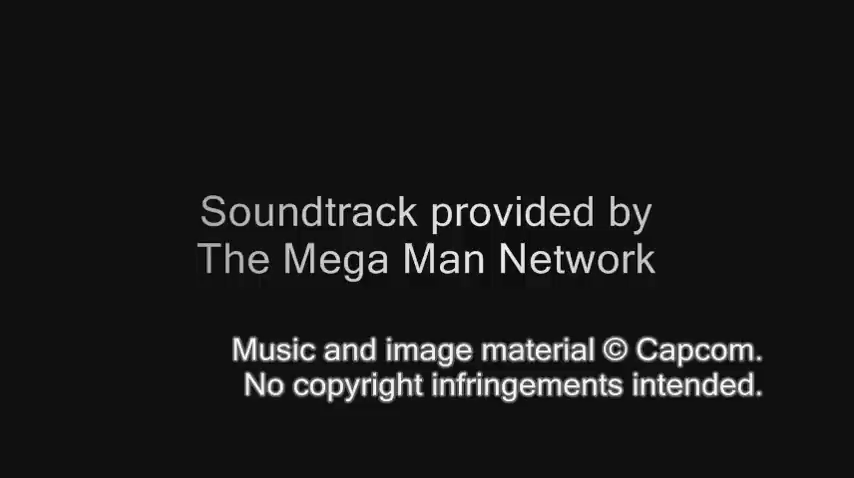 Soundtrack provided by
The Mega Man Network
Music and image material © Capcom.
No copyright infringements intended.